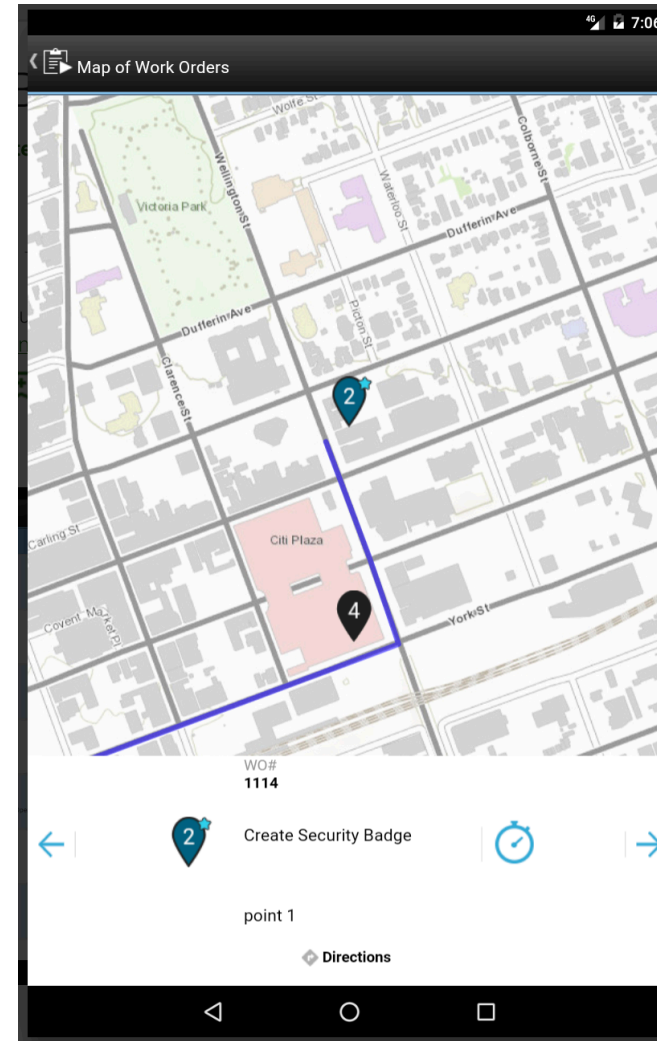 4G 7:06
Map of Work Orders
Wolfe St
Colborne St
Wellington St
Waterloo St
Victoria Park
Dufferin Ave
Picton St
Dufferin Ave
Clarence St
2
Citi Plaza
Carling St
4
Covent Market Pl
York St
WO#
1114
2
Create Security Badge
point 1
Directions